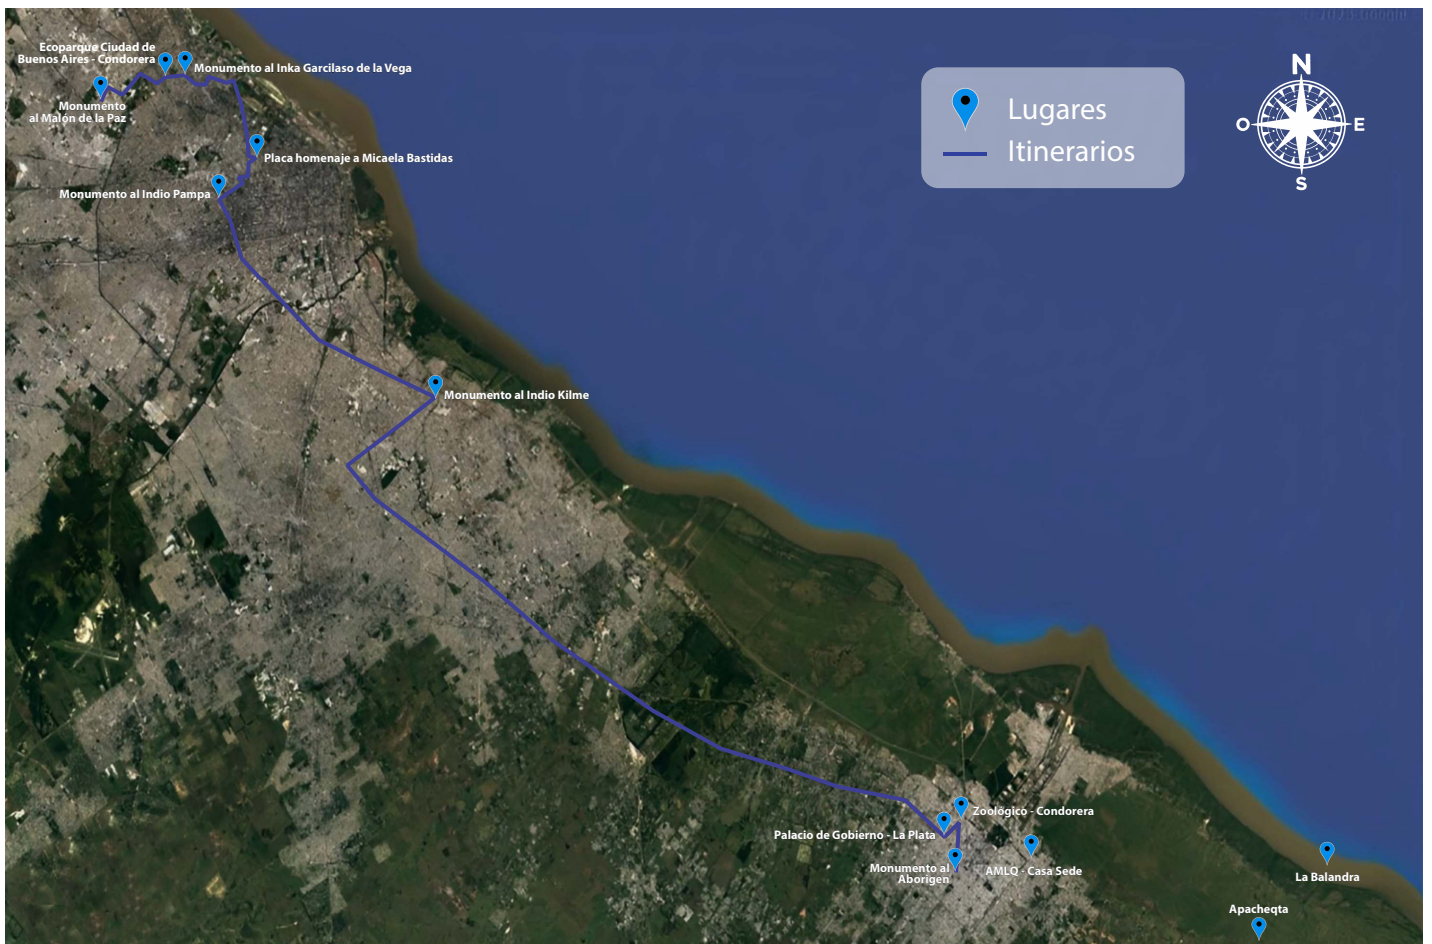 © 2023 Google
N
O
E
S
Lugares
Itinerarios
Ecoparque Ciudad de
Buenos Aires - Condorera
Monumento al Inka Garcilaso de la Vega
Monumento
al Malón de la Paz
Placa homenaje a Micaela Bastidas
Monumento al Indio Pampa
Monumento al Indio Kilme
Zoológico - Condorera
Palacio de Gobierno - La Plata
Monumento al
Aborigen
AMLQ - Casa Sede
La Balandra
Apacheqta